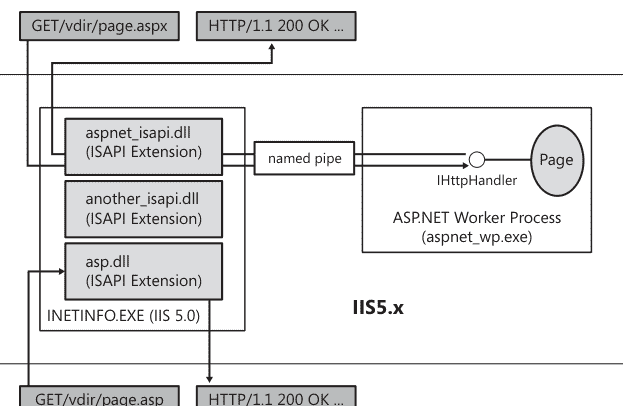 GET/vdir/page.aspx
HTTP/1.1 200 OK ...
aspnet_isapi.dll
(ISAPI Extension)
named pipe
Page
IHttpHandler
another_isapi.dll
(ISAPI Extension)
ASP.NET Worker Process
(aspnet_wp.exe)
asp.dll
(ISAPI Extension)
INETINFO.EXE (IIS 5.0)
IIS5.x
GET/vdir/page.asp
HTTP/1.1 200 OK ...